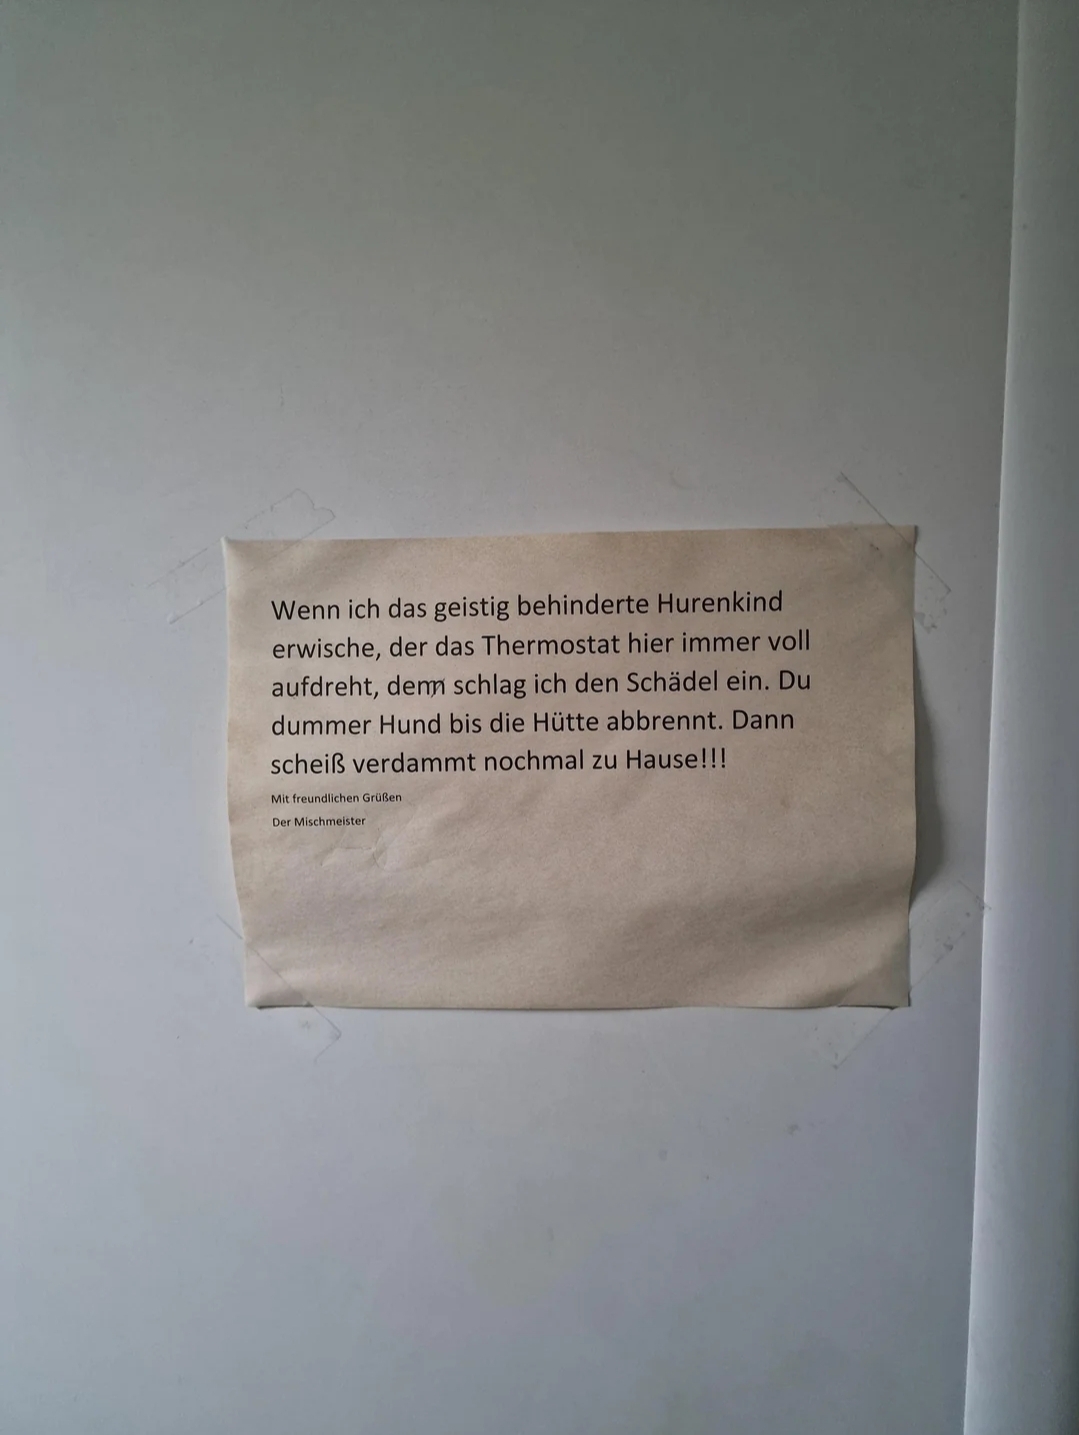 Wenn ich das geistig behinderte Hurenkind
erwische, der das Thermostat hier immer voll
aufdreht, denn schlag ich den Schädel ein. Du
dummer Hund bis die Hütte abbrennt. Dann
scheiß verdammt nochmal zu Hause!!!
Mit freundlichen Grüßen
Der Mischmeister